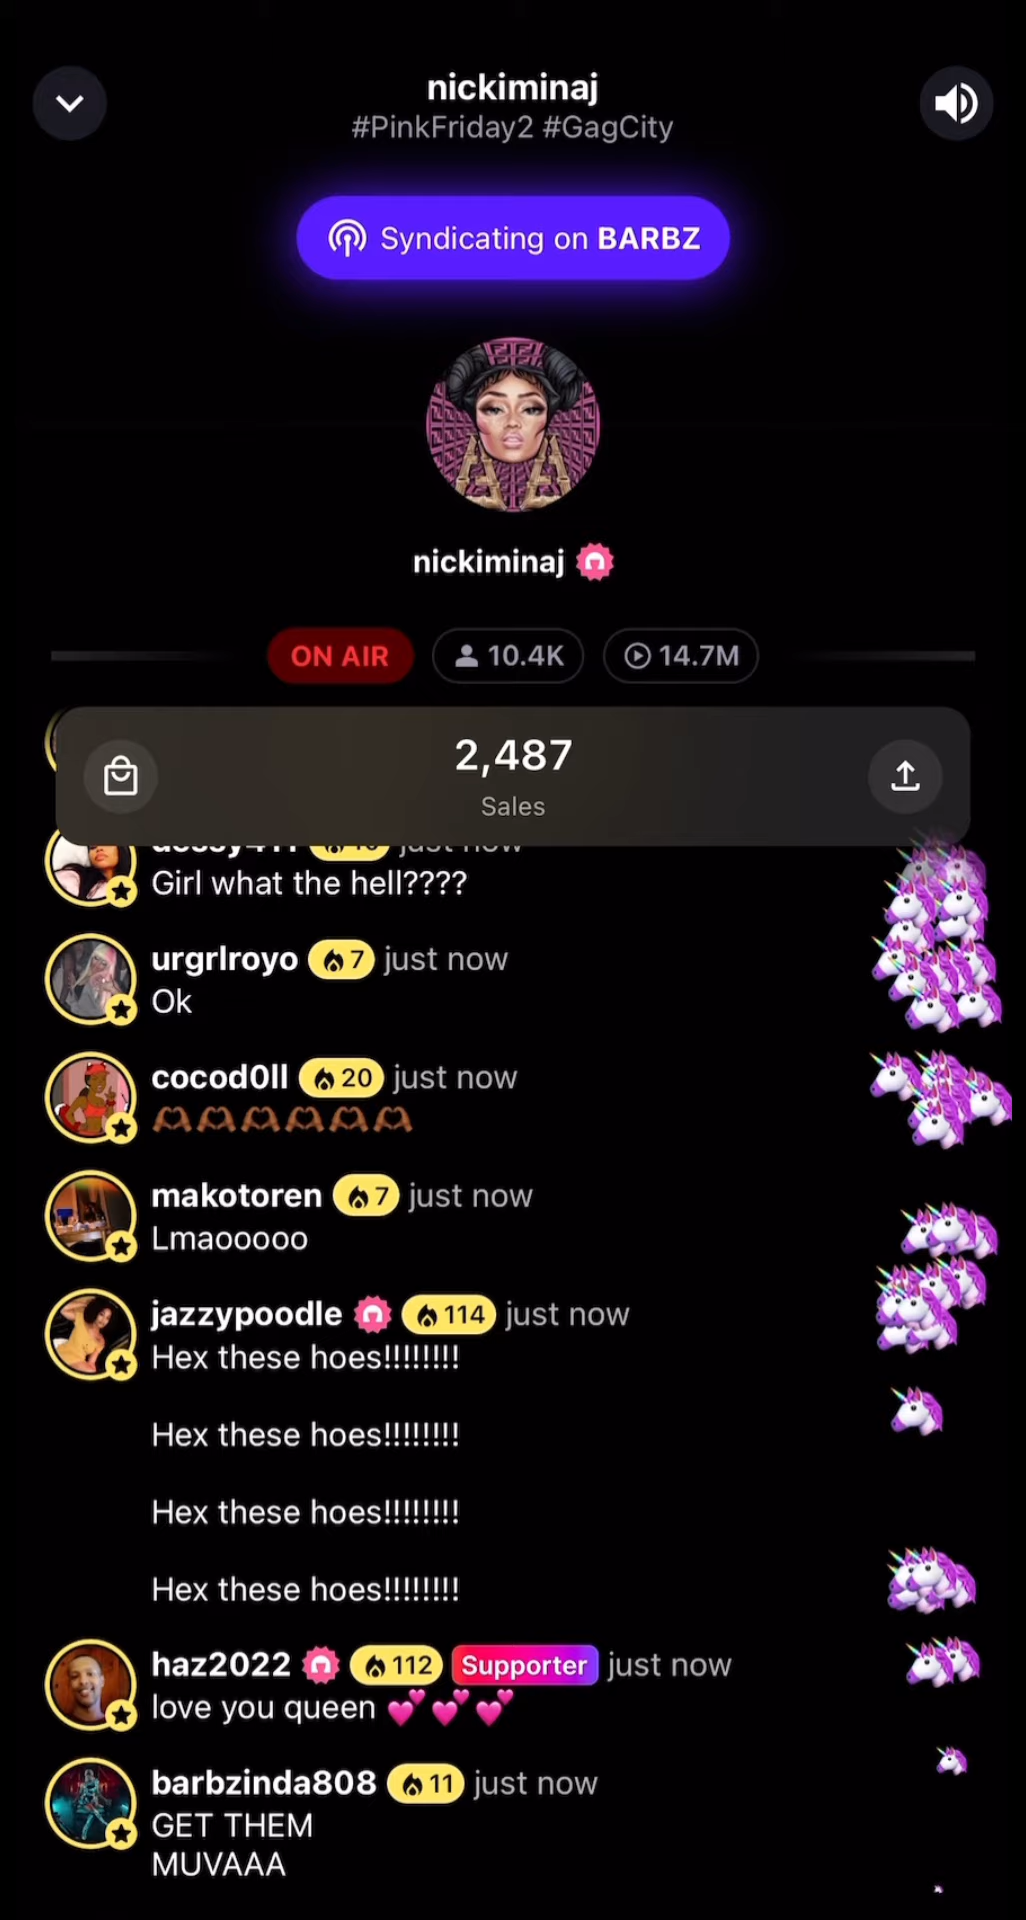 nickiminaj
#PinkFriday2 #GagCity
Syndicating on BARBZ
nickiminaj
ON AIR 10.4K 14.7M
2,487
Sales
just now
Girl what the hell????
urgrlroyo 7 just now
Ok
cocod0ll 20 just now
🫶🏾🫶🏾🫶🏾🫶🏾🫶🏾🫶🏾
makotoren 7 just now
Lmaooooo
jazzypoodle 114 just now
Hex these hoes!!!!!!!!
Hex these hoes!!!!!!!!
Hex these hoes!!!!!!!!
Hex these hoes!!!!!!!!
haz2022 112 Supporter just now
love you queen 💕💕💕
barbzinda808 11 just now
GET THEM
MUVAAA